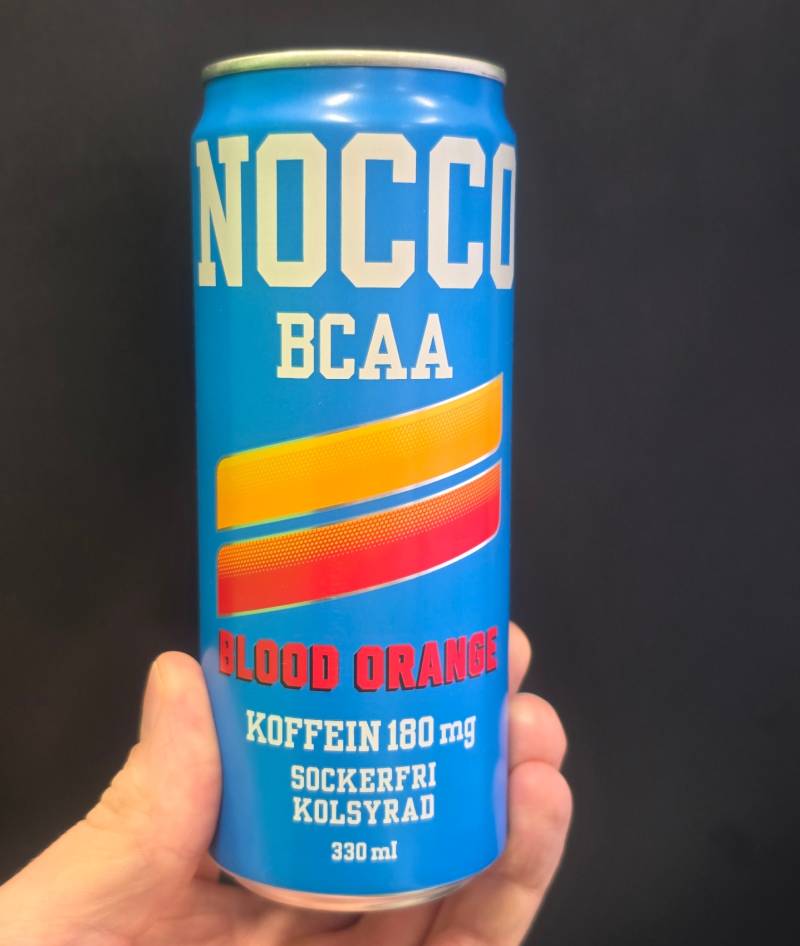 NOCCO
BCAA
BLOOD ORANGE
KOFFEIN 180 mg
SOCKERFRI
KOLSYRAD
330 ml